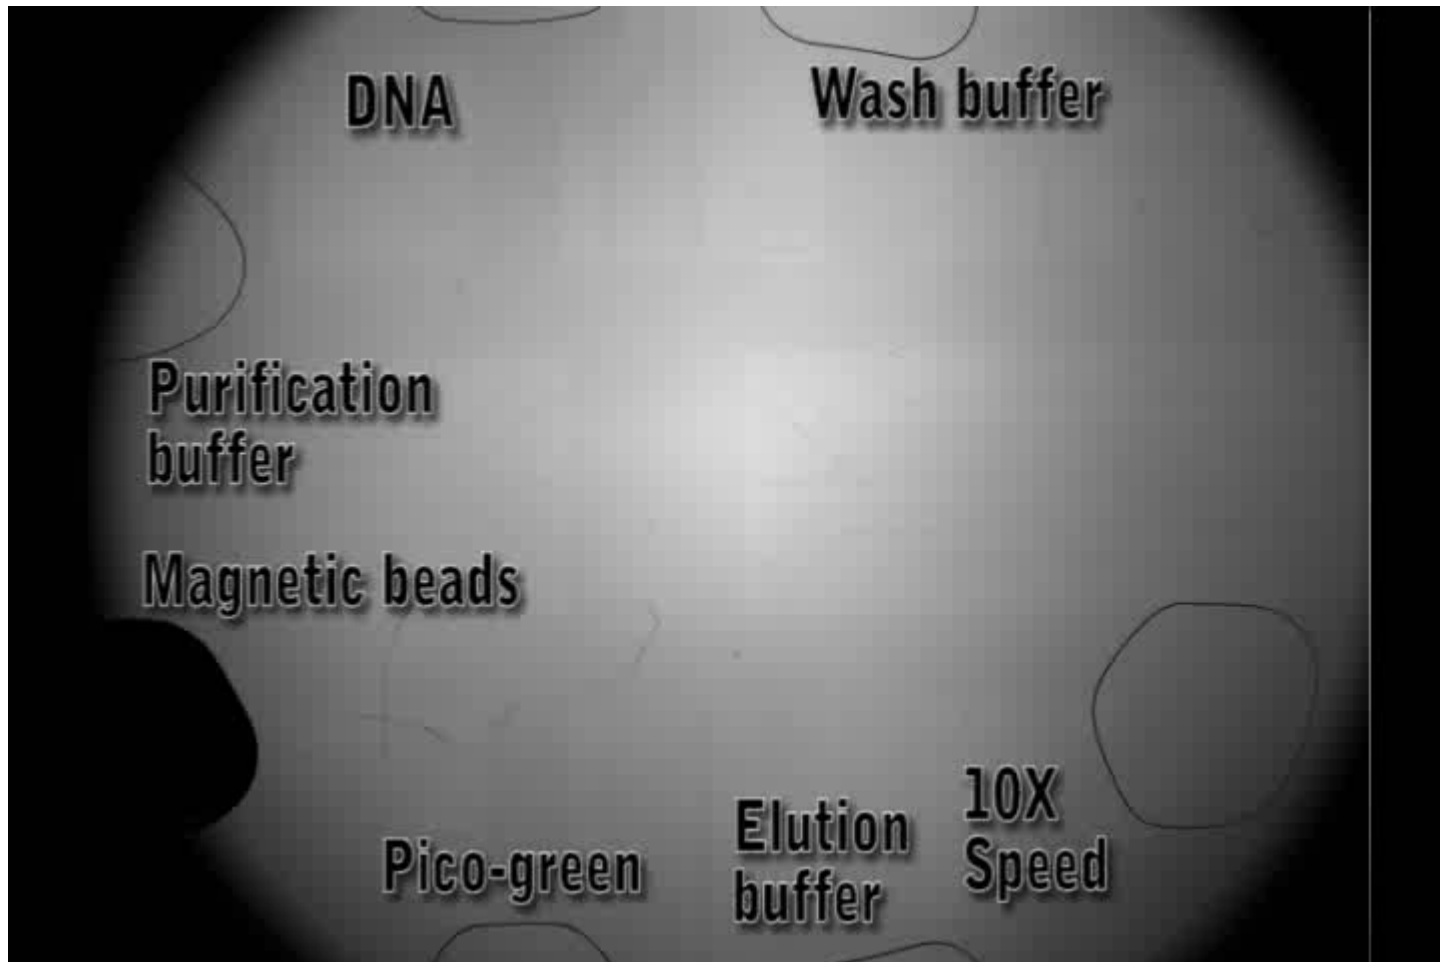 DNA
Wash buffer
Purification
buffer
Magnetic beads
Pico-green
Elution
buffer
10X
Speed